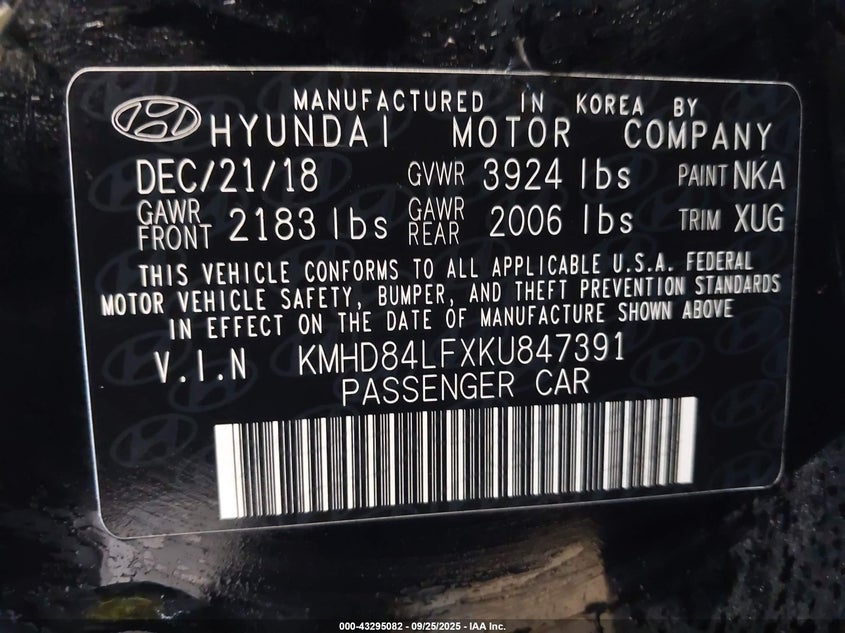 MANUFACTURED IN KOREA BY
HYUNDAI MOTOR COMPANY
DEC/21/18 GVWR 3924 lbs PAINT NKA
GAWR FRONT 2183 lbs GAWR REAR 2006 lbs TRIM XUG
THIS VEHICLE CONFORMS TO ALL APPLICABLE U.S.A. FEDERAL
MOTOR VEHICLE SAFETY, BUMPER, AND THEFT PREVENTION STANDARDS
IN EFFECT ON THE DATE OF MANUFACTURE SHOWN ABOVE
V.I.N KMHD84LFXKU847391
PASSENGER CAR
000-43295082 - 09/25/2025 - IAA Inc.